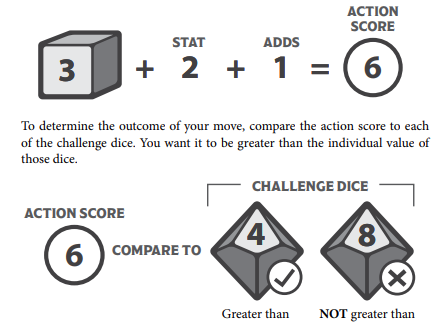 ACTION
SCORE
STAT ADDS
3 + 2 + 1 = 6
To determine the outcome of your move, compare the action score to each
of the challenge dice. You want it to be greater than the individual value of
those dice.
CHALLENGE DICE
ACTION SCORE
6 COMPARE TO 4 8
Greater than NOT greater than